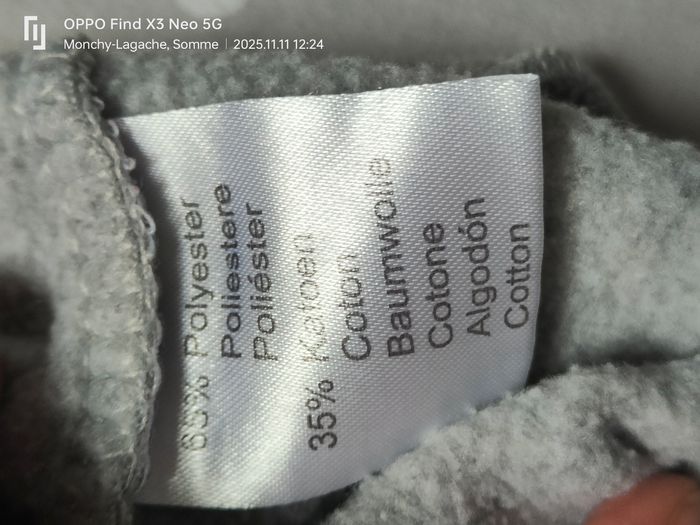 OPPO Find X3 Neo 5G
Monchy-Lagache, Somme | 2025.11.11 12:24
65% Polyester
Poliestere
Poliéster
35% Katoen
Coton
Baumwolle
Cotone
Algodón
Cotton